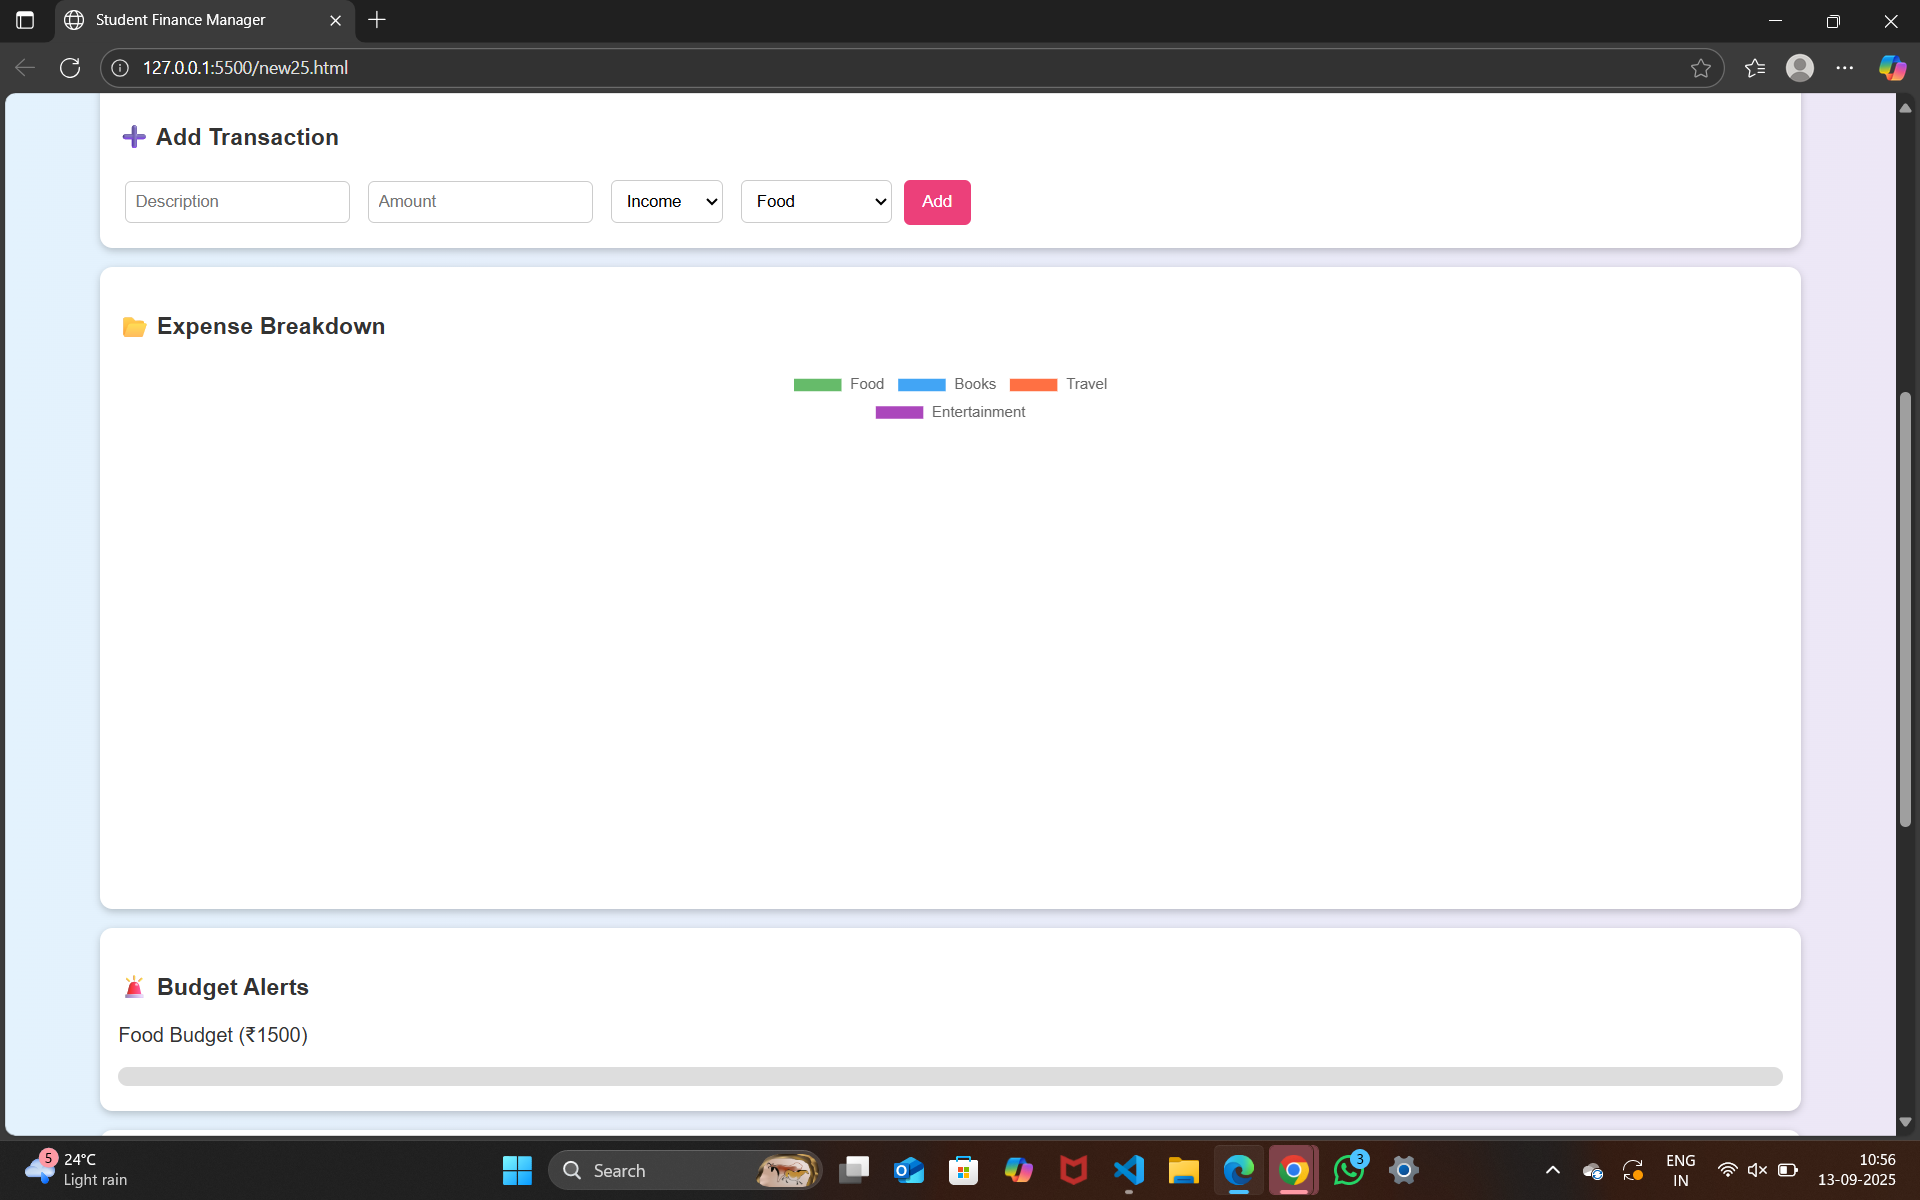 Student Finance Manager
127.0.0.1:5500/new25.html
Add Transaction
Description Amount Income Food Add
Expense Breakdown
Food Books Travel
Entertainment
Budget Alerts
Food Budget (₹1500)
5 24°C
Light rain
Search
3
ENG
IN
10:56
13-09-2025